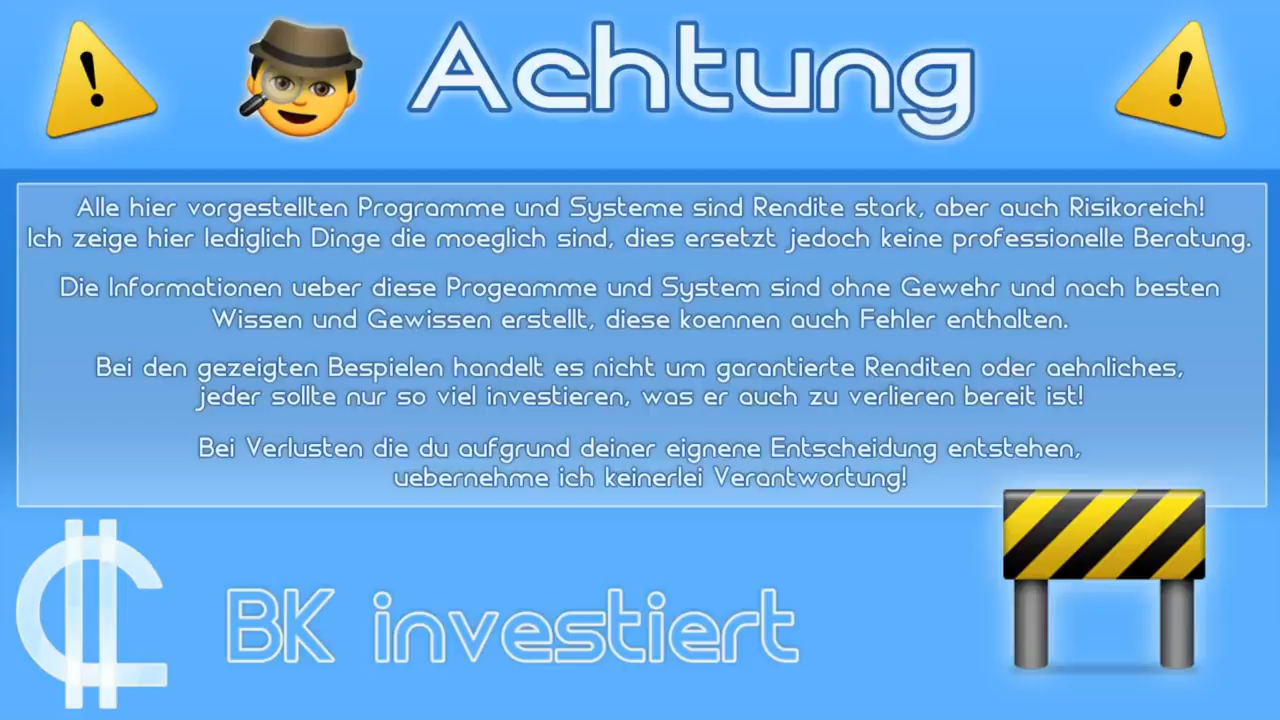 Achtung
Alle hier vorgestellten Programme und Systeme sind Rendite stark, aber auch Risikoreich!
Ich zeige hier lediglich Dinge die moeglich sind, dies ersetzt jedoch keine professionelle Beratung.
Die Informationen ueber diese Progeamme und System sind ohne Gewehr und nach besten
Wissen und Gewissen erstellt, diese koennen auch Fehler enthalten.
Bei den gezeigten Bespielen handelt es nicht um garantierte Renditen oder aehnliches,
jeder sollte nur so viel investieren, was er auch zu verlieren bereit ist!
Bei Verlusten die du aufgrund deiner eignene Entscheidung entstehen,
uebernehme ich keinerlei Verantwortung!
BK investiert